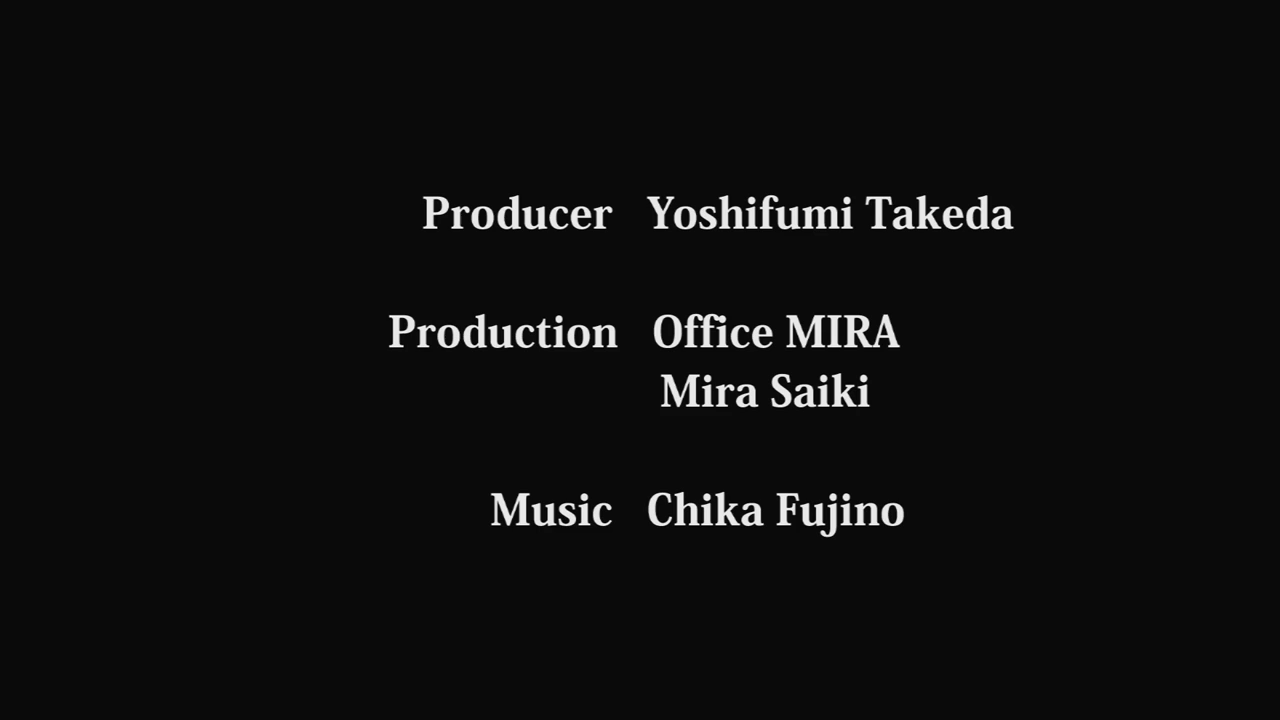 Producer Yoshifumi Takeda
Production Office MIRA
Mira Saiki
Music Chika Fujino